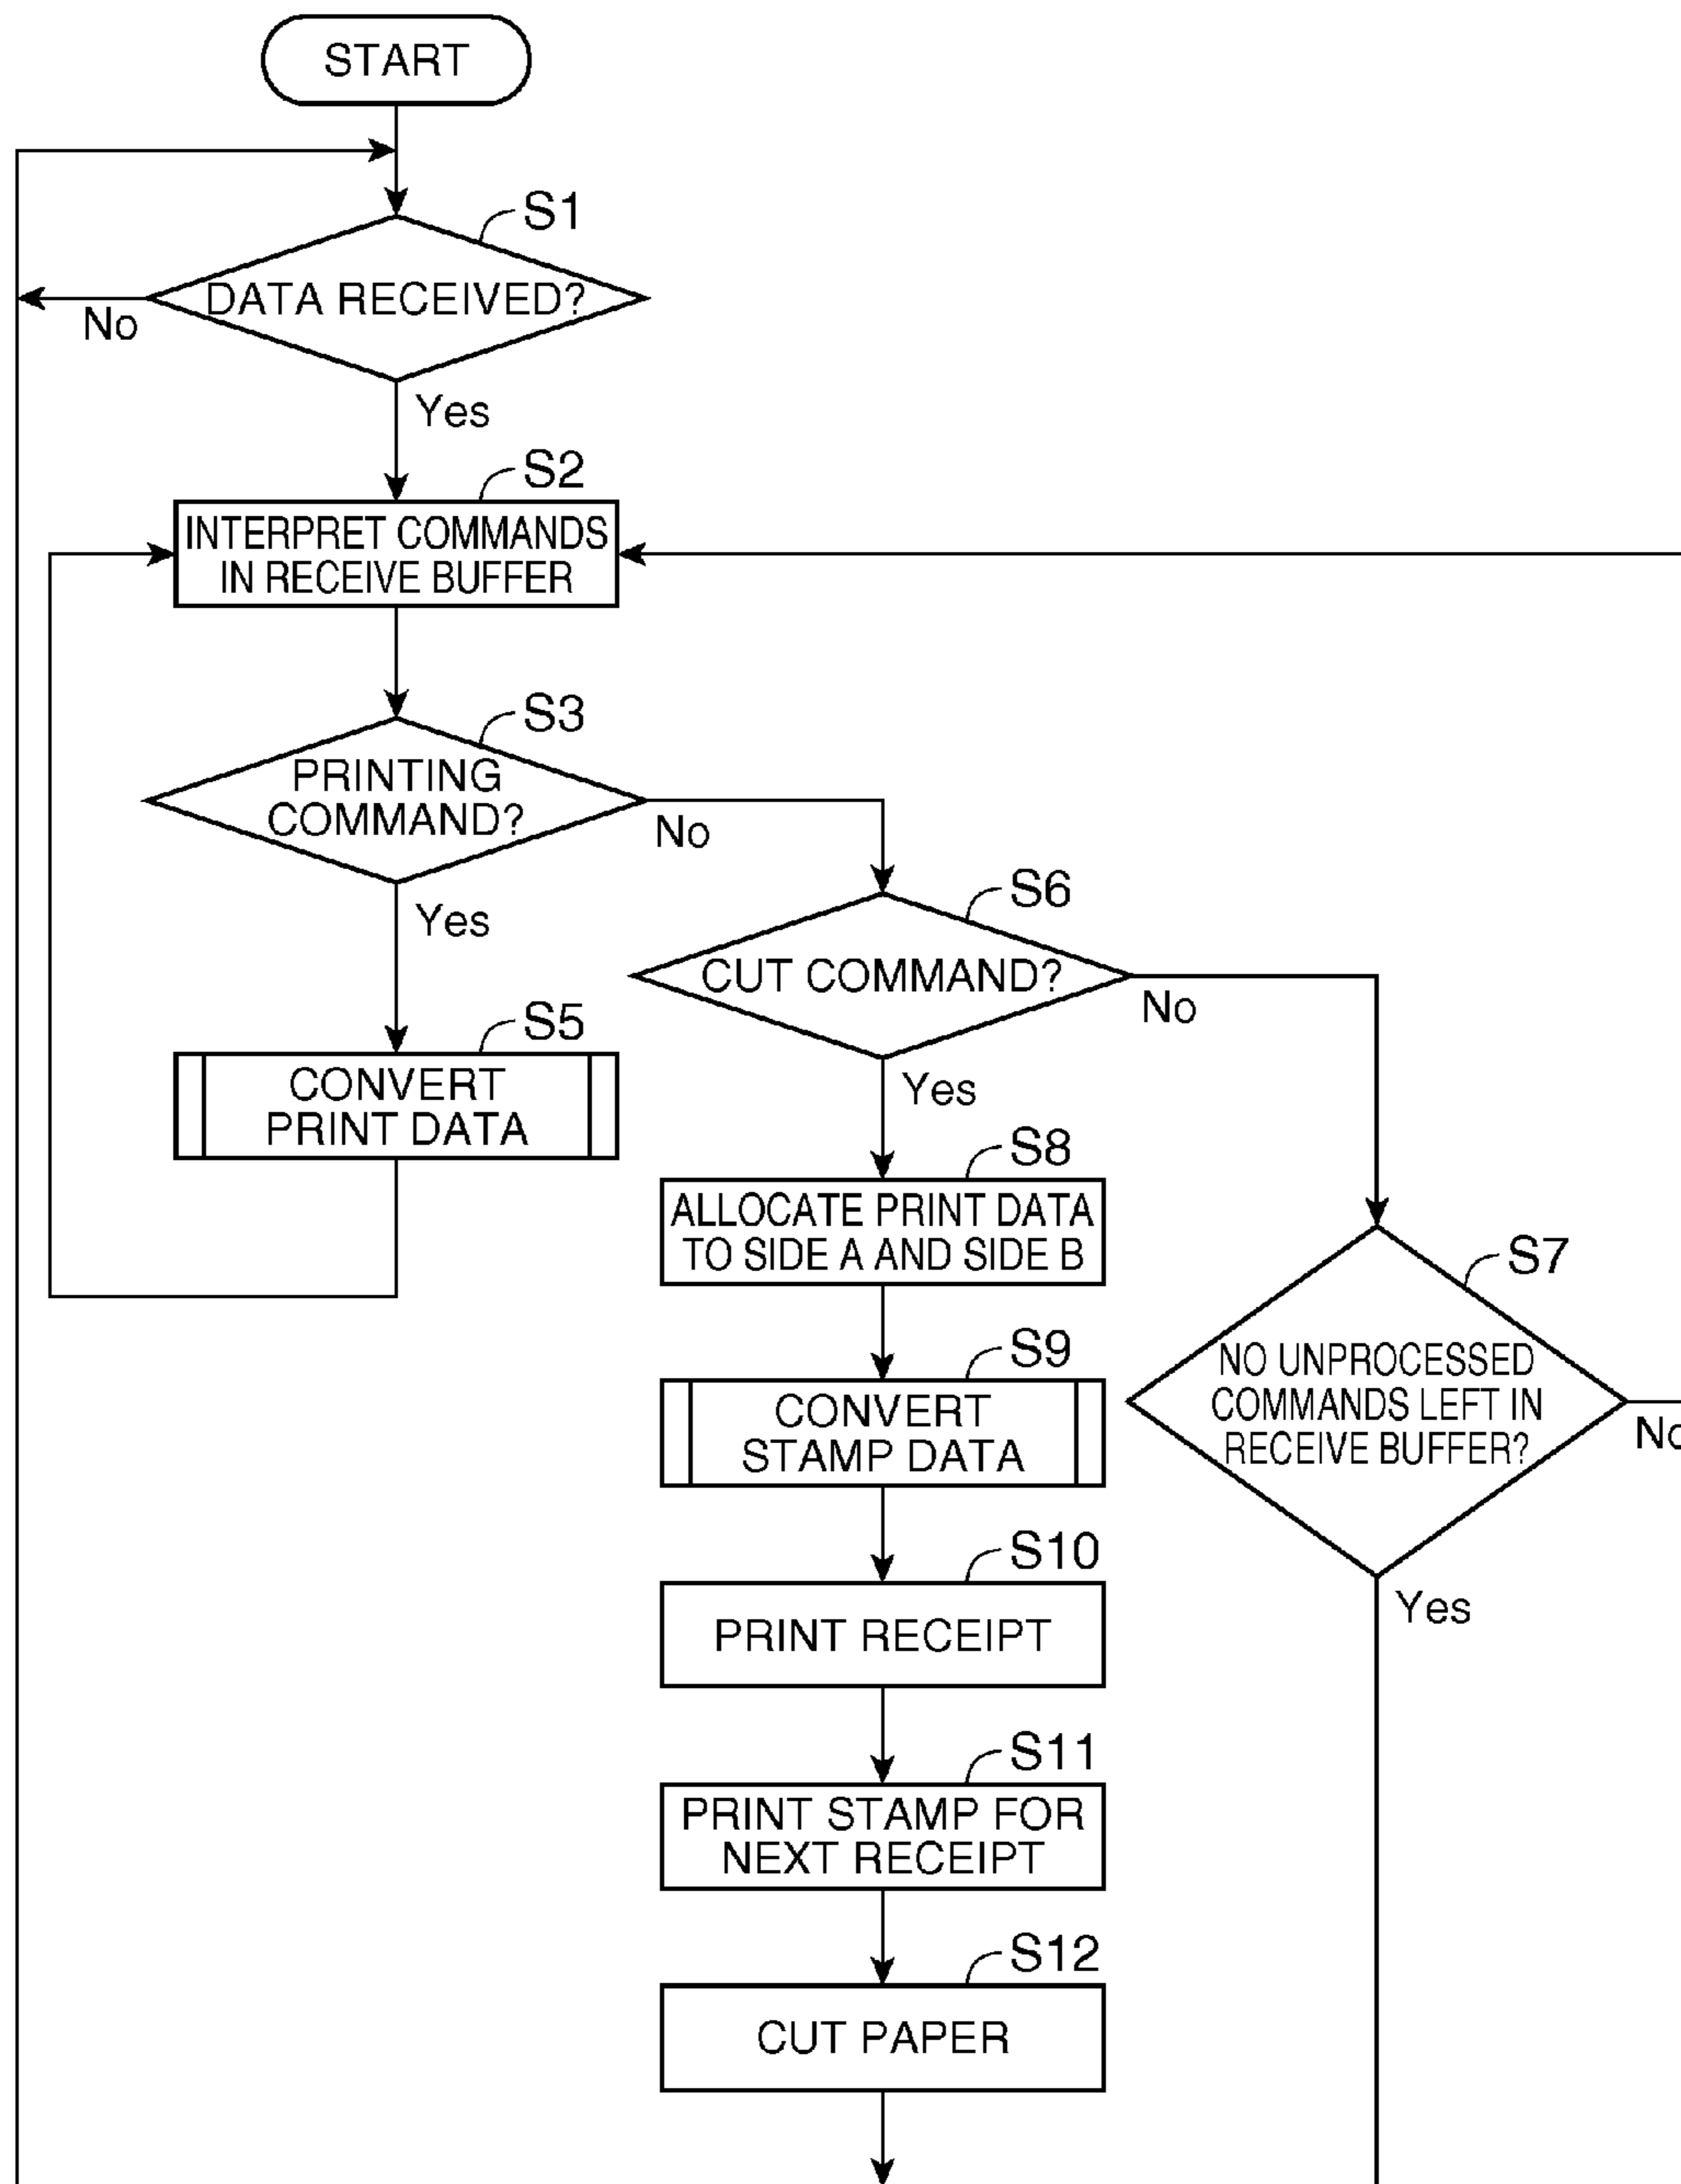 START
S1
DATA RECEIVED?
No
Yes
S2
INTERPRET COMMANDS
IN RECEIVE BUFFER
S3
PRINTING
COMMAND?
No
Yes
S6
CUT COMMAND?
No
Yes
S5
CONVERT
PRINT DATA
S8
ALLOCATE PRINT DATA
TO SIDE A AND SIDE B
S7
NO UNPROCESSED
COMMANDS LEFT IN
RECEIVE BUFFER?
No
Yes
S9
CONVERT
STAMP DATA
S10
PRINT RECEIPT
S11
PRINT STAMP FOR
NEXT RECEIPT
S12
CUT PAPER